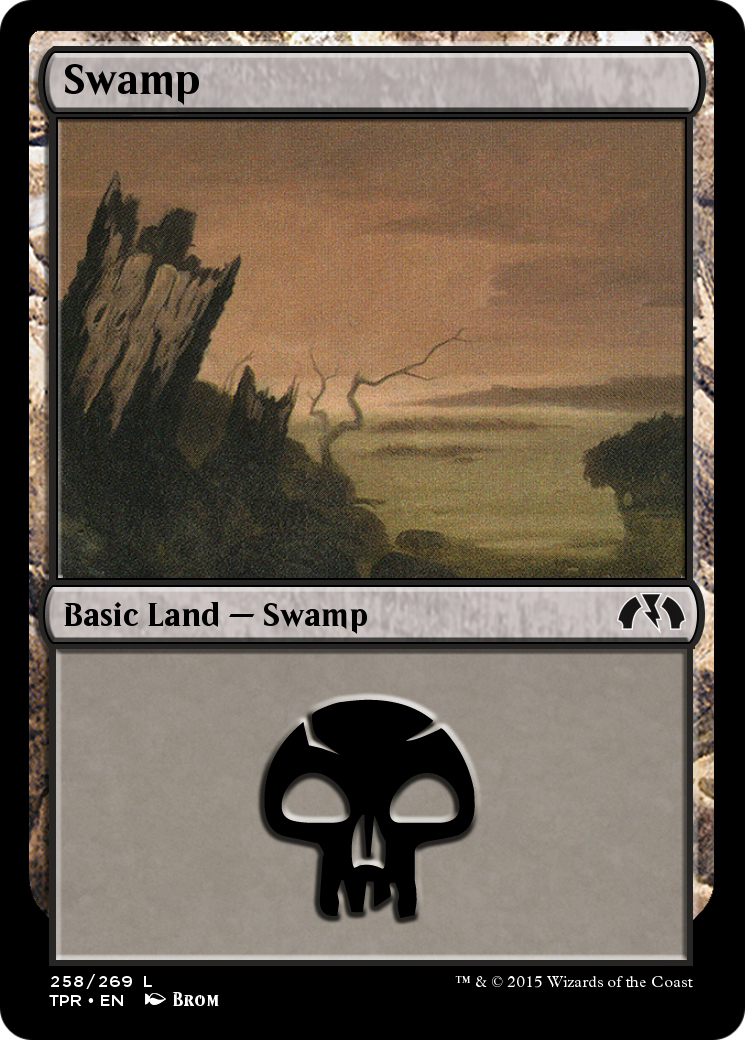 Swamp
Basic Land — Swamp
258/269 L
TPR • EN Brom
™ & © 2015 Wizards of the Coast